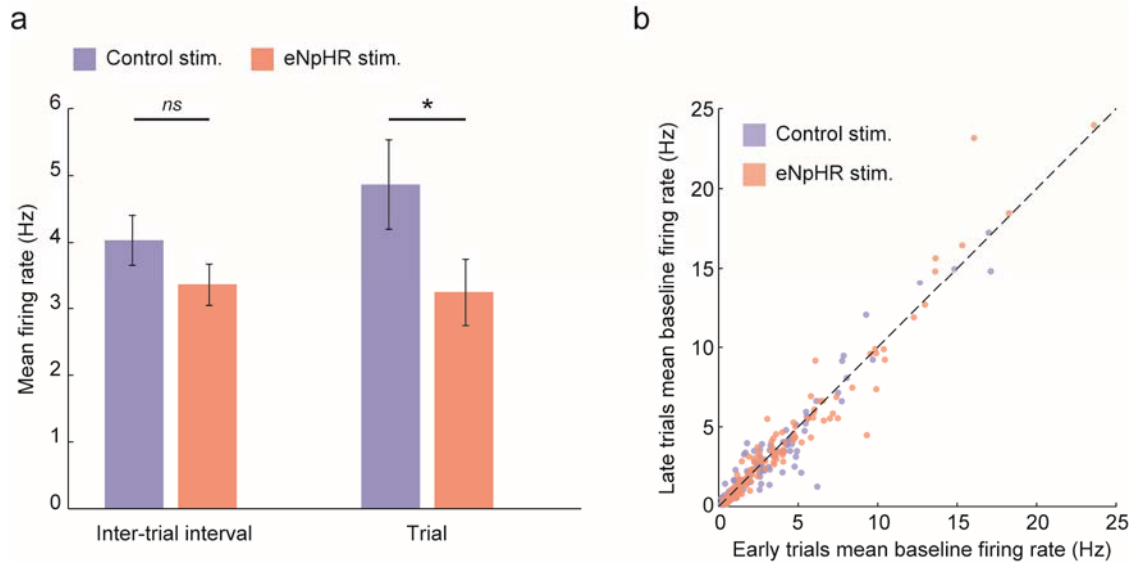 a
Control stim.
eNpHR stim.
Mean firing rate (Hz)
6
5
4
3
2
1
0
ns
*
Inter-trial interval
Trial
b
Control stim.
eNpHR stim.
Late trials mean baseline firing rate (Hz)
25
20
15
10
5
0
0
5
10
15
20
25
Early trials mean baseline firing rate (Hz)